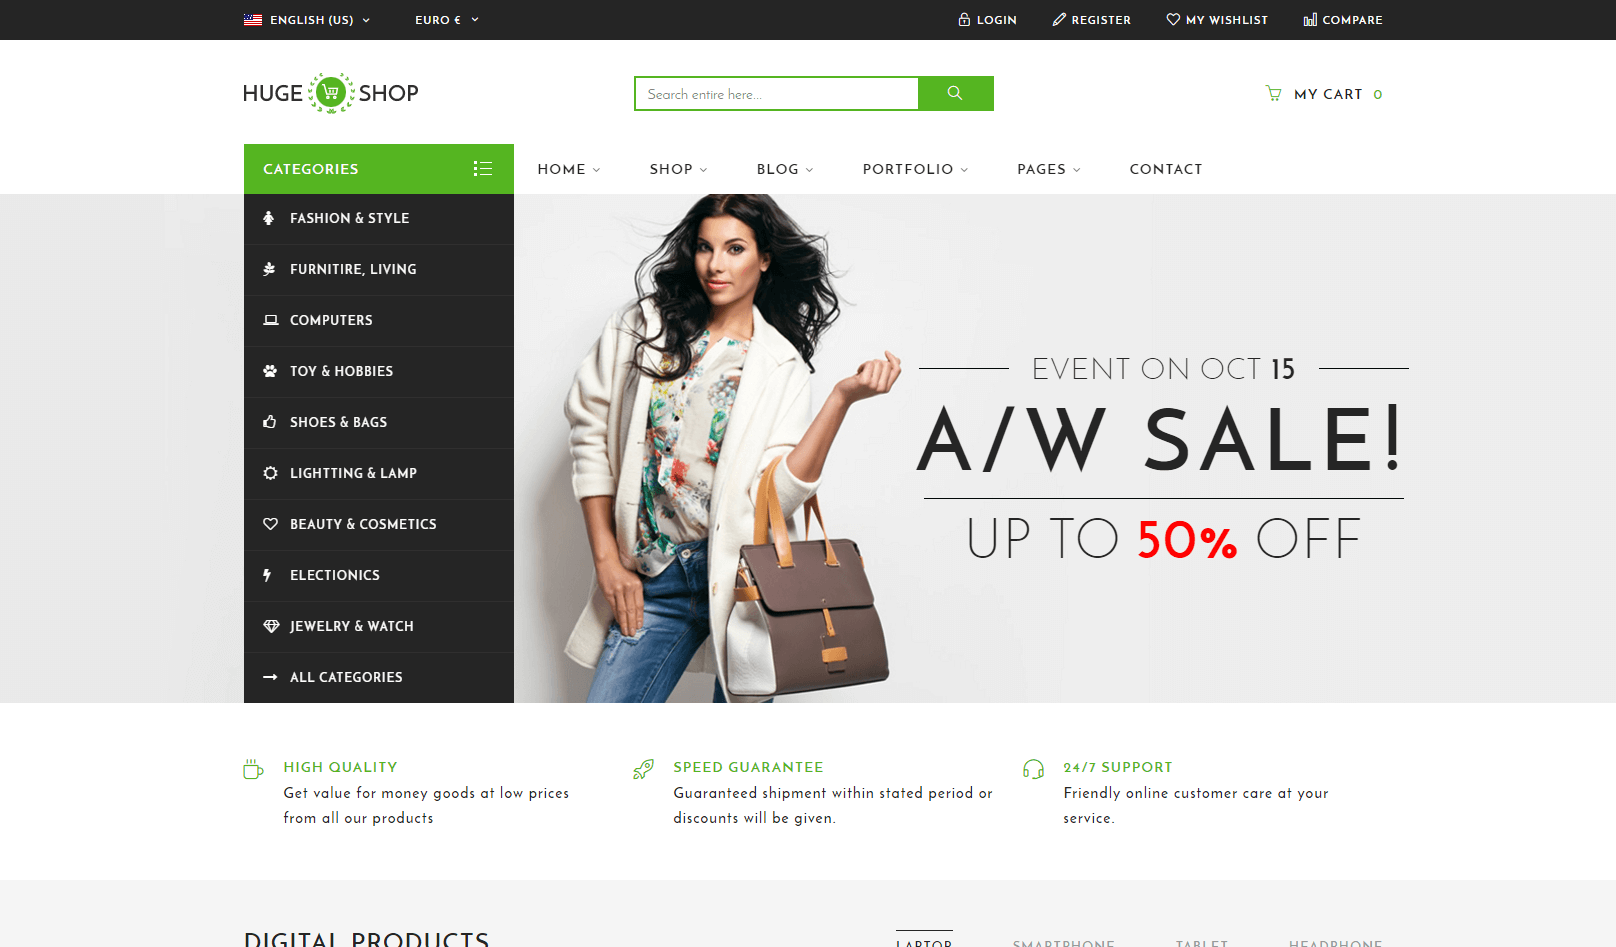 ENGLISH (US)
EURO €
LOGIN
REGISTER
MY WISHLIST
COMPARE
HUGE SHOP
Search entire here...
MY CART 0
CATEGORIES
HOME
SHOP
BLOG
PORTFOLIO
PAGES
CONTACT
FASHION & STYLE
FURNITIRE, LIVING
COMPUTERS
TOY & HOBBIES
SHOES & BAGS
LIGHTTING & LAMP
BEAUTY & COSMETICS
ELECTIONICS
JEWELRY & WATCH
ALL CATEGORIES
EVENT ON OCT 15
A/W SALE!
UP TO 50% OFF
HIGH QUALITY
Get value for money goods at low prices
from all our products
SPEED GUARANTEE
Guaranteed shipment within stated period or
discounts will be given.
24/7 SUPPORT
Friendly online customer care at your
service.
DIGITAL PRODUCTS
LAPTOP
SMARTPHONE
TABLET
HEADPHONE